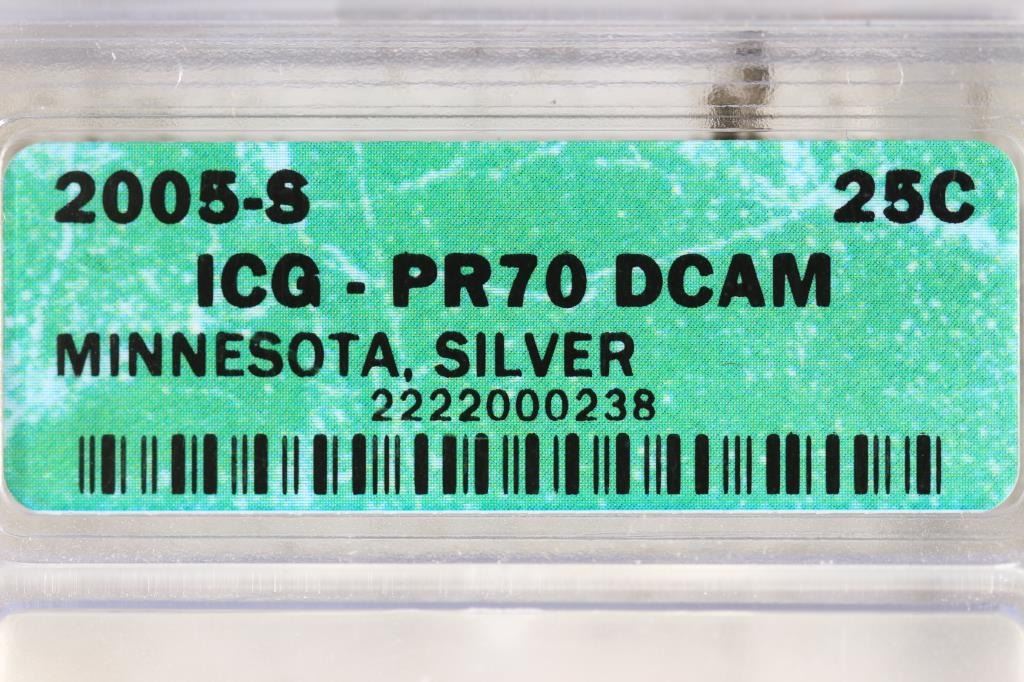 2005-S 25C
ICG - PR70 DCAM
MINNESOTA, SILVER
2222000238